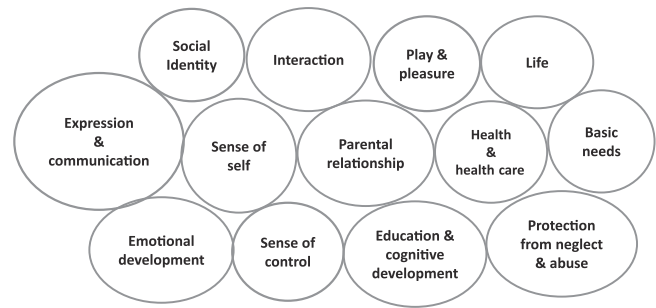 Social
Identity
Interaction
Play &
pleasure
Life
Expression
&
communication
Sense of
self
Parental
relationship
Health
&
health care
Basic
needs
Emotional
development
Sense of
control
Education &
cognitive
development
Protection
from neglect
& abuse